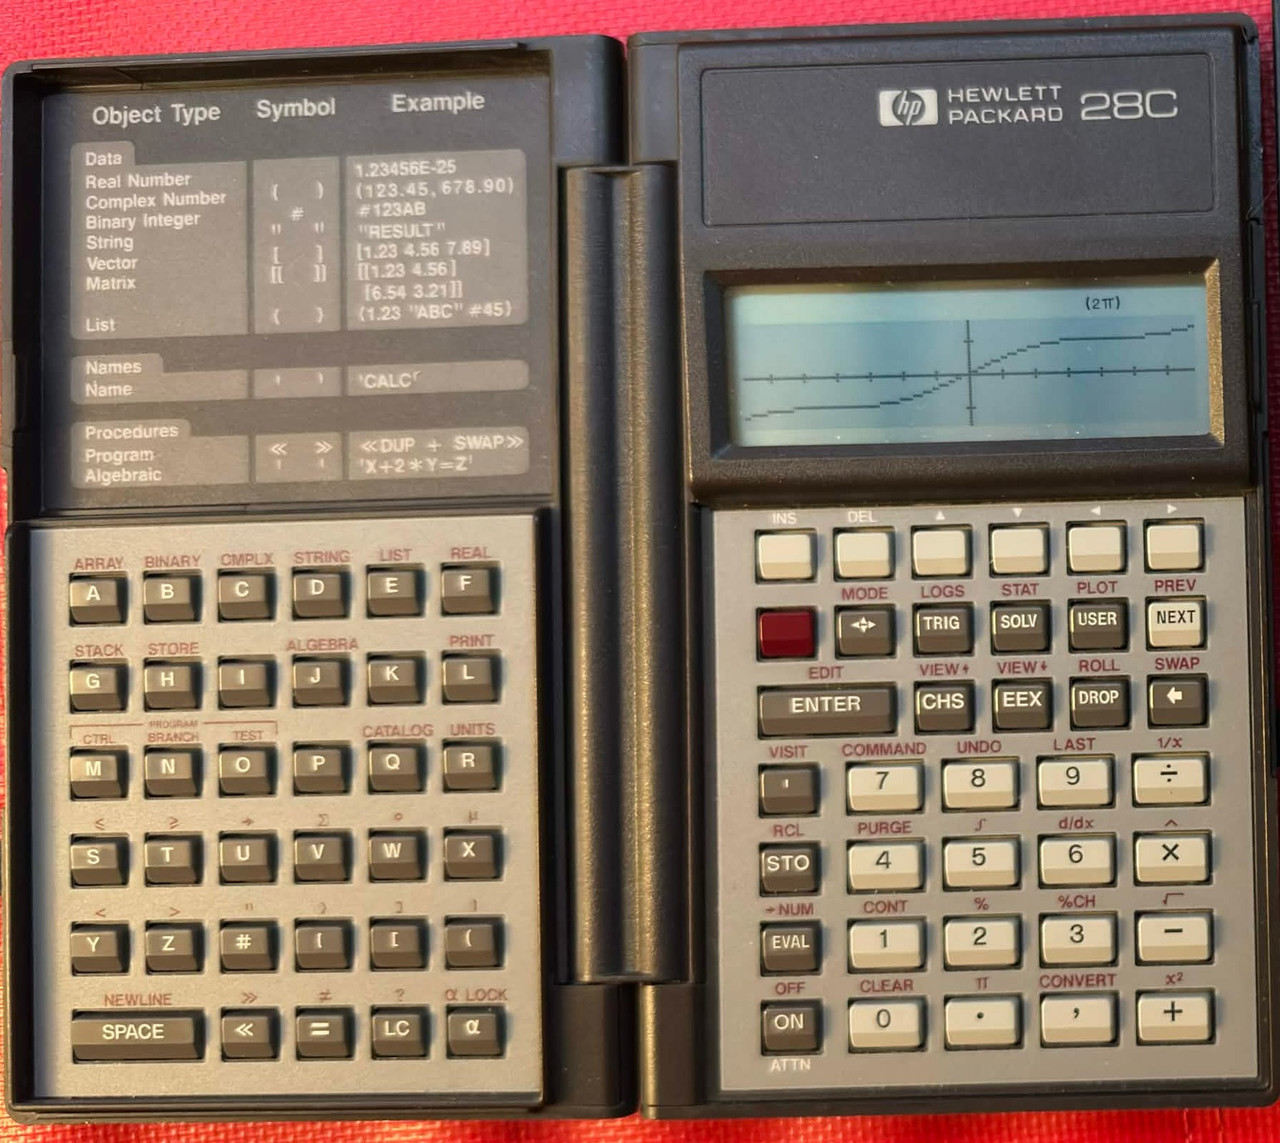 Object Type Symbol Example
Data
Real Number 1.23456E-25
Complex Number ( ) (123.45, 678.90)
Binary Integer # #123AB
String " " "RESULT"
Vector [ ] [1.23 4.56 7.89]
Matrix [[ ]] [[1.23 4.56]
[6.54 3.21]]
List { } {1.23 "ABC" #45}
Names
Name ' ' 'CALC'
Procedures
Program « » «DUP + SWAP»
Algebraic ' ' 'X+2*Y=Z'
ARRAY BINARY CMPLX STRING LIST REAL
A B C D E F
STACK STORE ALGEBRA PRINT
G H I J K L
PROGRAM
CTRL BRANCH TEST CATALOG UNITS
M N O P Q R
≤ ≥ → Σ ° µ
S T U V W X
< > " } ] )
Y Z # { [ (
NEWLINE » ≠ ? α LOCK
SPACE « = LC α
hp HEWLETT PACKARD 28C
(2π)
INS DEL ▲ ▼ ◄ ►
MODE LOGS STAT PLOT PREV
TRIG SOLV USER NEXT
EDIT VIEW↑ VIEW↓ ROLL SWAP
ENTER CHS EEX DROP ←
VISIT COMMAND UNDO LAST 1/x
' 7 8 9 ÷
RCL PURGE ∫ d/dx ^
STO 4 5 6 ×
→NUM CONT % %CH √
EVAL 1 2 3 −
OFF CLEAR π CONVERT x²
ON 0 . , +
ATTN